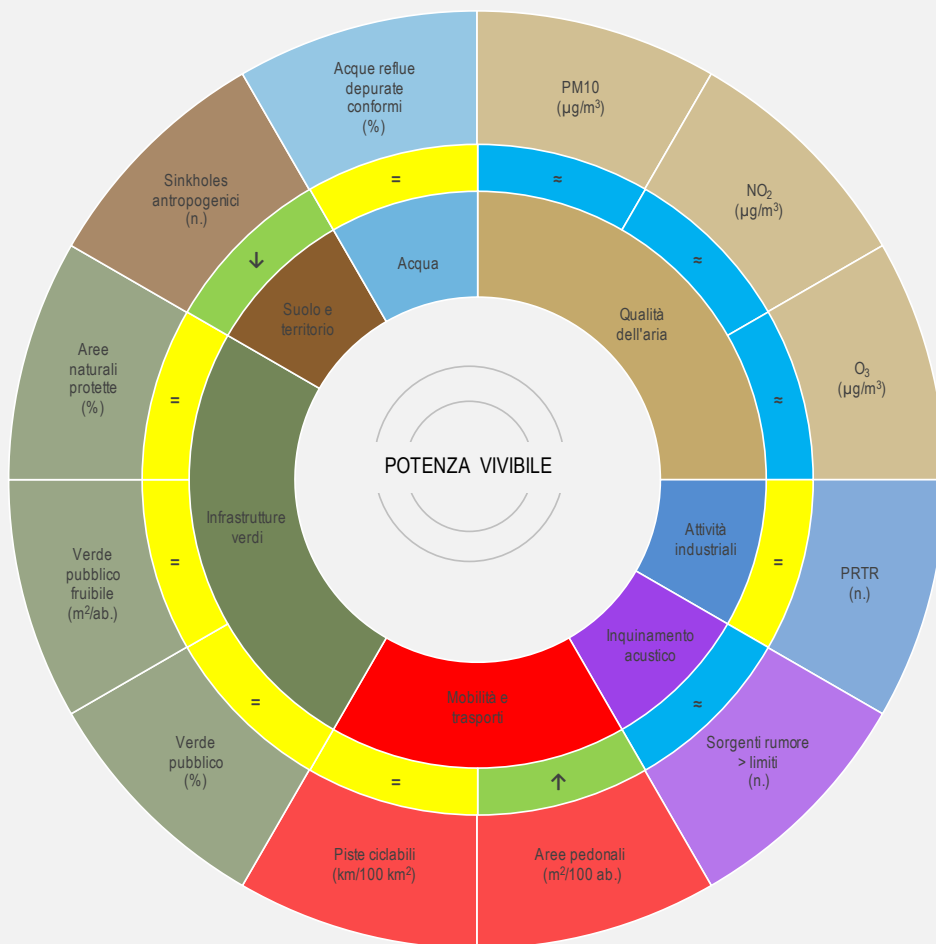 Acque reflue
depurate
conformi
(%)
PM10
(µg/m³)
NO₂
(µg/m³)
O₃
(µg/m³)
PRTR
(n.)
Sorgenti rumore
> limiti
(n.)
Aree pedonali
(m²/100 ab.)
Piste ciclabili
(km/100 km²)
Verde
pubblico
(%)
Verde
pubblico
fruibile
(m²/ab.)
Aree
naturali
protette
(%)
Sinkholes
antropogenici
(n.)
=
≈
≈
≈
=
≈
↑
=
=
=
=
↓
Acqua
Qualità
dell'aria
Attività
industriali
Inquinamento
acustico
Mobilità e
trasporti
Infrastrutture
verdi
Suolo e
territorio
POTENZA VIVIBILE